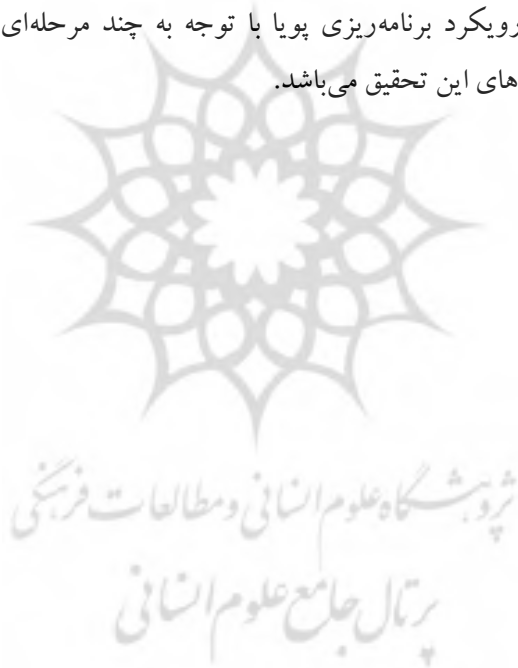 رویکرد برنامه‌ریزی پویا با توجه به چند مرحله‌ای
های این تحقیق می‌باشد.
پژوهشگاه علوم انسانی و مطالعات فرهنگی
پرتال جامع علوم انسانی